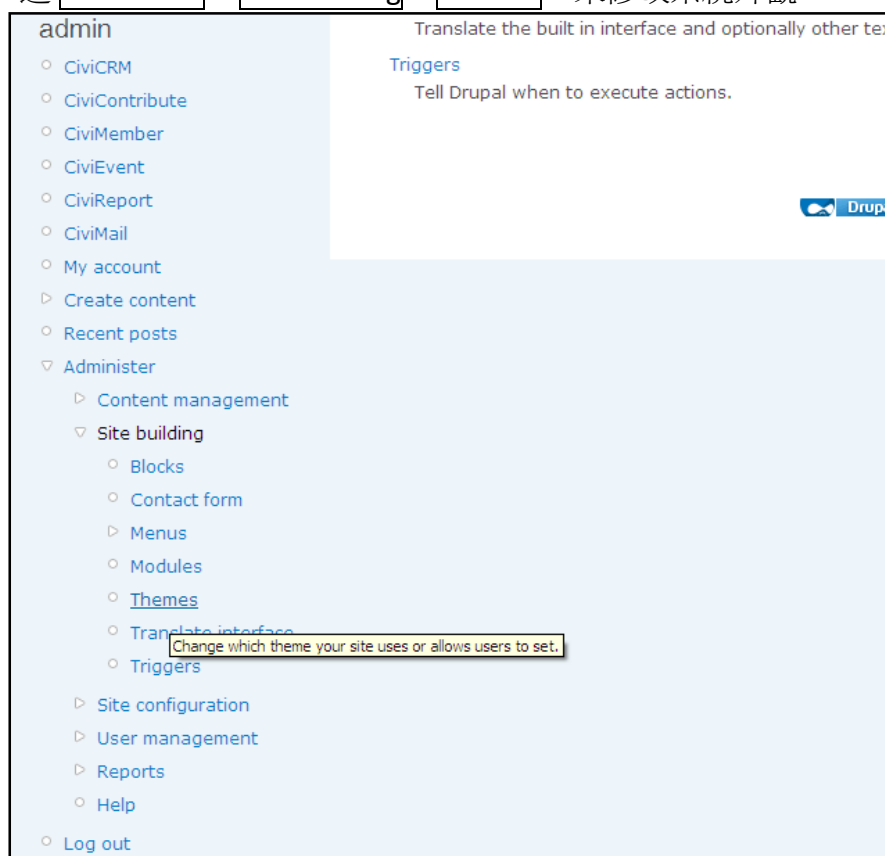 admin
CiviCRM
CiviContribute
CiviMember
CiviEvent
CiviReport
CiviMail
My account
Create content
Recent posts
Administer
Content management
Site building
Blocks
Contact form
Menus
Modules
Themes
Translate interface
Change which theme your site uses or allows users to set.
Triggers
Site configuration
User management
Reports
Help
Log out
Translate the built in interface and optionally other te
Triggers
Tell Drupal when to execute actions.
Drup